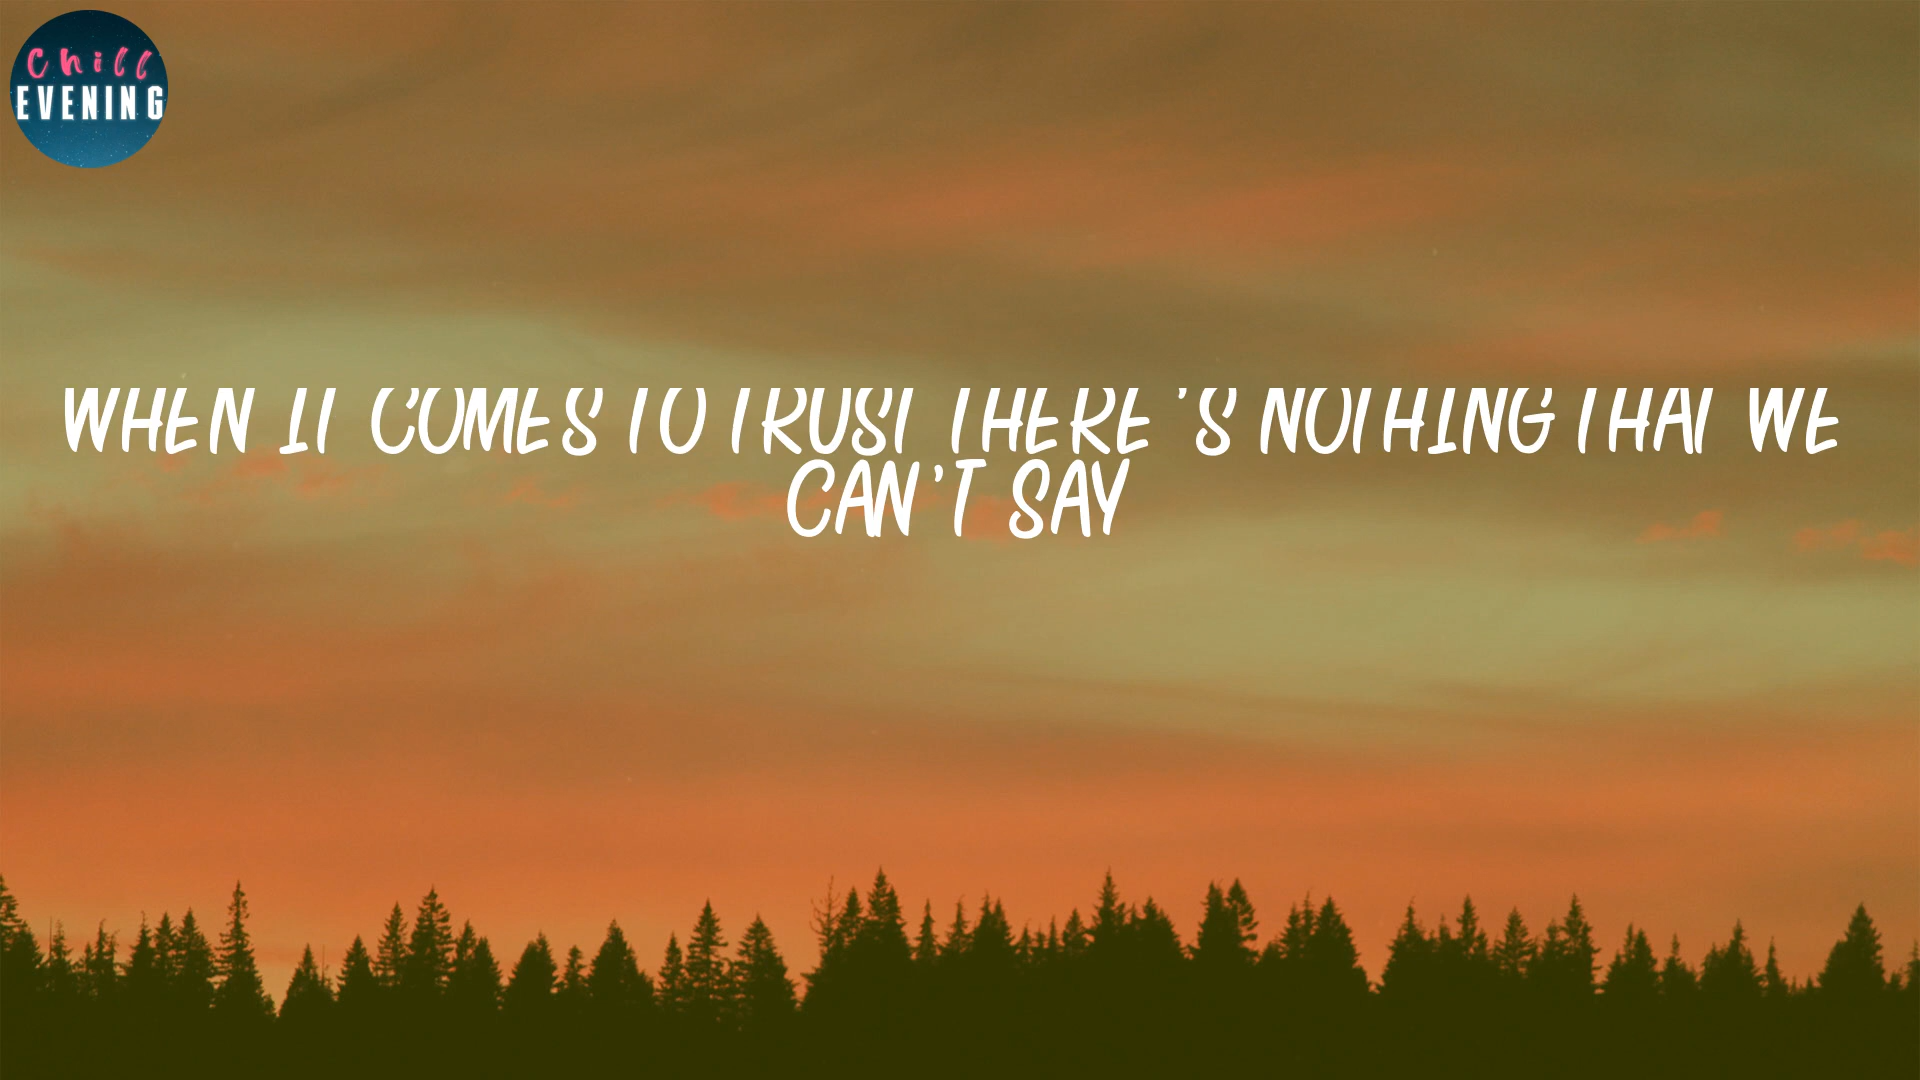 Chill
EVENING
WHEN IT COMES TO TRUST THERE'S NOTHING THAT WE
CAN'T SAY